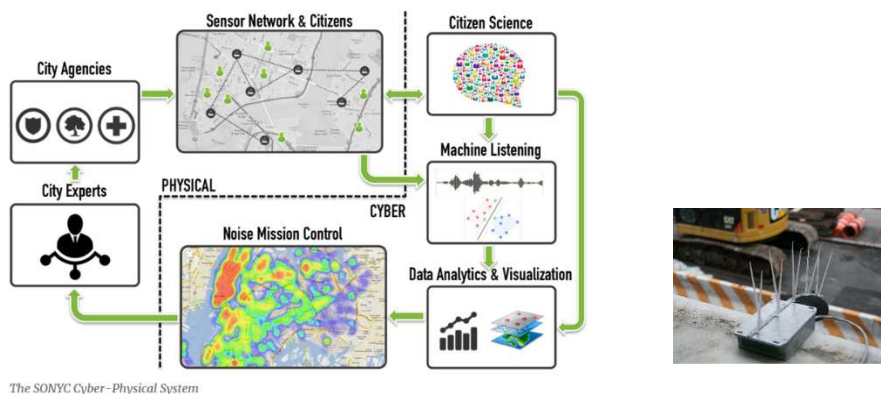 Sensor Network & Citizens
Citizen Science
City Agencies
Machine Listening
City Experts
PHYSICAL
CYBER
Noise Mission Control
Data Analytics & Visualization
The SONYC Cyber-Physical System